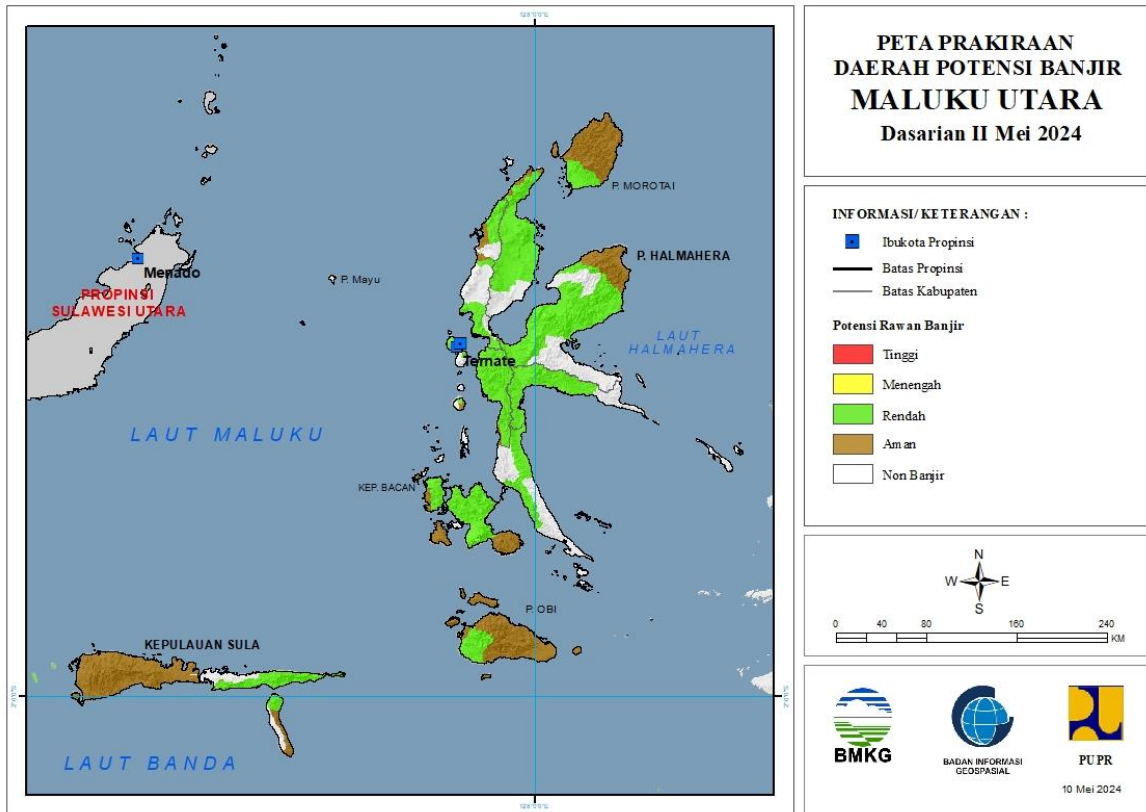 PETA PRAKIRAAN
DAERAH POTENSI BANJIR
MALUKU UTARA
Dasarian II Mei 2024
INFORMASI/ KETERANGAN :
Ibukota Propinsi
Batas Propinsi
Batas Kabupaten
Potensi Rawan Banjir
Tinggi
Menengah
Rendah
Aman
Non Banjir
N
W E
S
0 40 80 160 240
KM
BMKG
BADAN INFORMASI
GEOSPASIAL
PUPR
10 Mei 2024
P. MOROTAI
P. HALMAHERA
Menado
P. Mayu
PROPINSI
SULAWESI UTARA
LAUT
HALMAHERA
Ternate
LAUT MALUKU
KEP. BACAN
P. OBI
KEPULAUAN SULA
LAUT BANDA